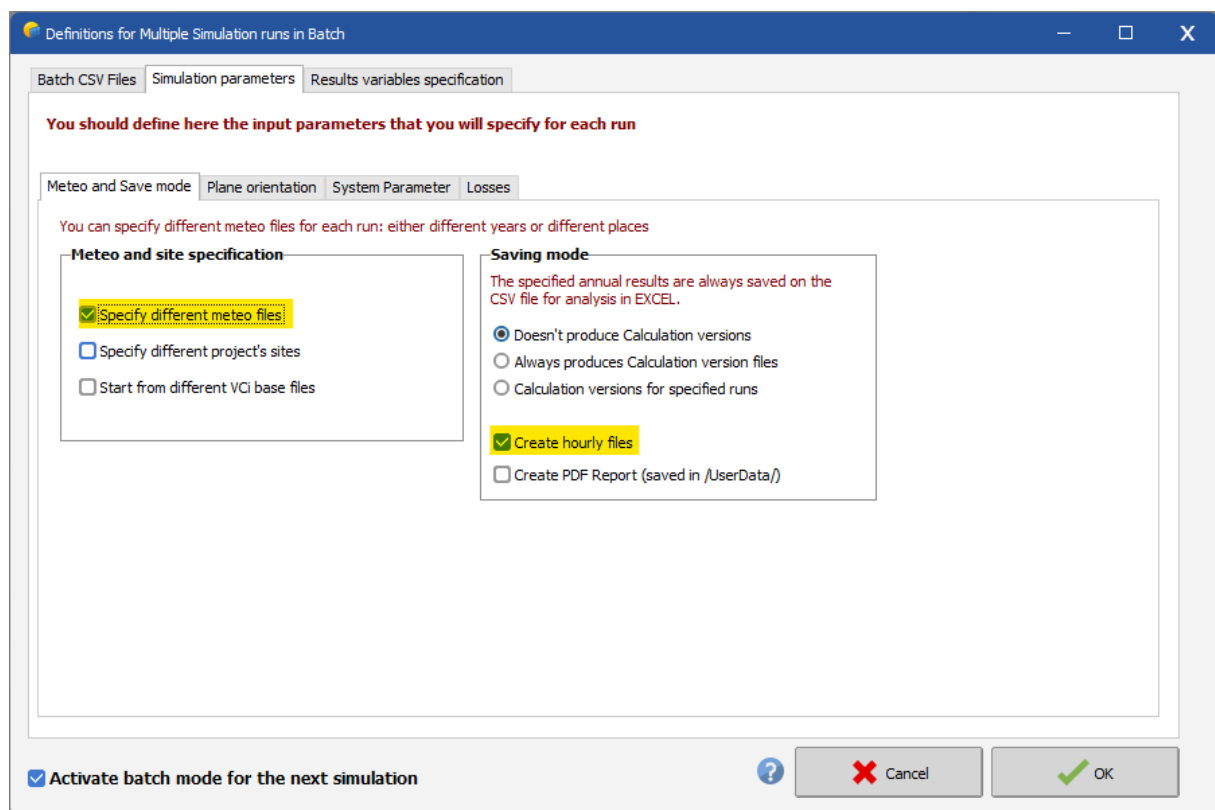 Definitions for Multiple Simulation runs in Batch
Batch CSV Files
Simulation parameters
Results variables specification
You should define here the input parameters that you will specify for each run
Meteo and Save mode
Plane orientation
System Parameter
Losses
You can specify different meteo files for each run: either different years or different places
Meteo and site specification
Specify different meteo files
Specify different project's sites
Start from different VCi base files
Saving mode
The specified annual results are always saved on the
CSV file for analysis in EXCEL.
Doesn't produce Calculation versions
Always produces Calculation version files
Calculation versions for specified runs
Create hourly files
Create PDF Report (saved in /UserData/)
Activate batch mode for the next simulation
?
Cancel
OK